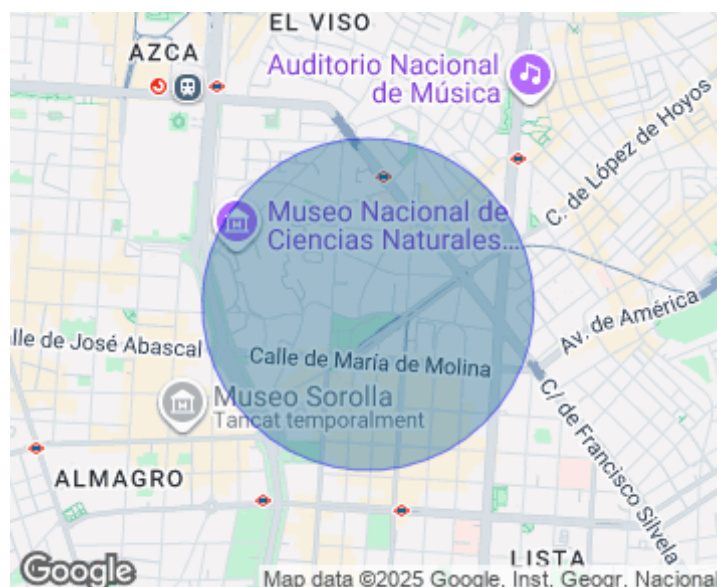 EL VISO
AZCA
Auditorio Nacional
de Música
C. de López de Hoyos
Museo Nacional de
Ciencias Naturales...
Av. de América
alle de José Abascal
Calle de María de Molina
Museo Sorolla
Tancat temporalment
C/ de Francisco Silvela
ALMAGRO
LISTA
Google
Map data ©2025 Google, Inst. Geogr. Nacional